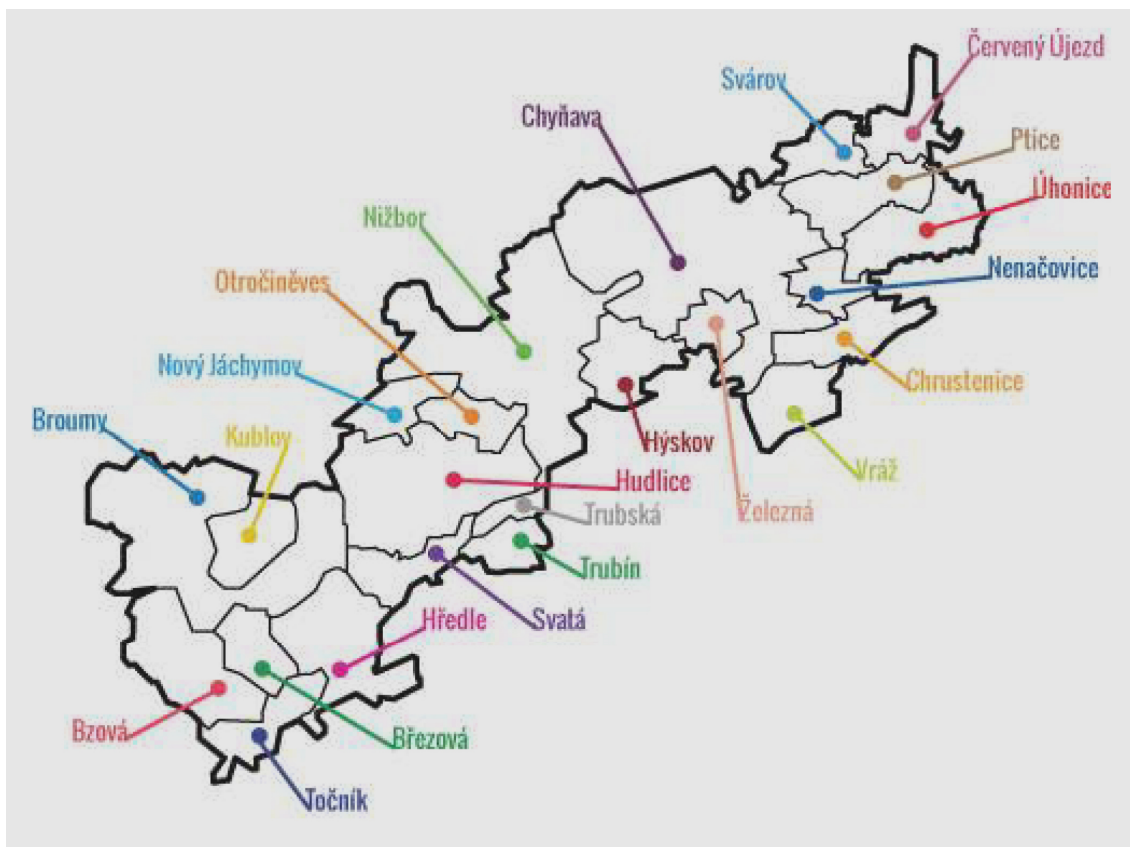 Červený Újezd
Svárov
Chyňava
Ptice
Úhonice
Nižbor
Nenačovice
Otročiněves
Nový Jáchymov
Chrustenice
Broumy
Kublov
Hýskov
Vráž
Hudlice
Železná
Trubská
Trubín
Hředle
Svatá
Bzová
Březová
Točník